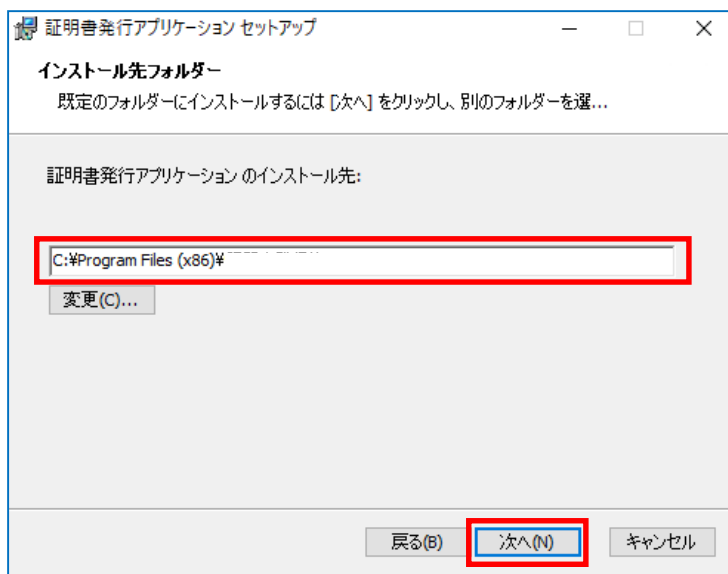 証明書発行アプリケーション セットアップ
インストール先フォルダー
既定のフォルダーにインストールするには [次へ] をクリックし、別のフォルダーを選...
証明書発行アプリケーション のインストール先:
C:¥Program Files (x86)¥
変更(C)...
戻る(B)
次へ(N)
キャンセル